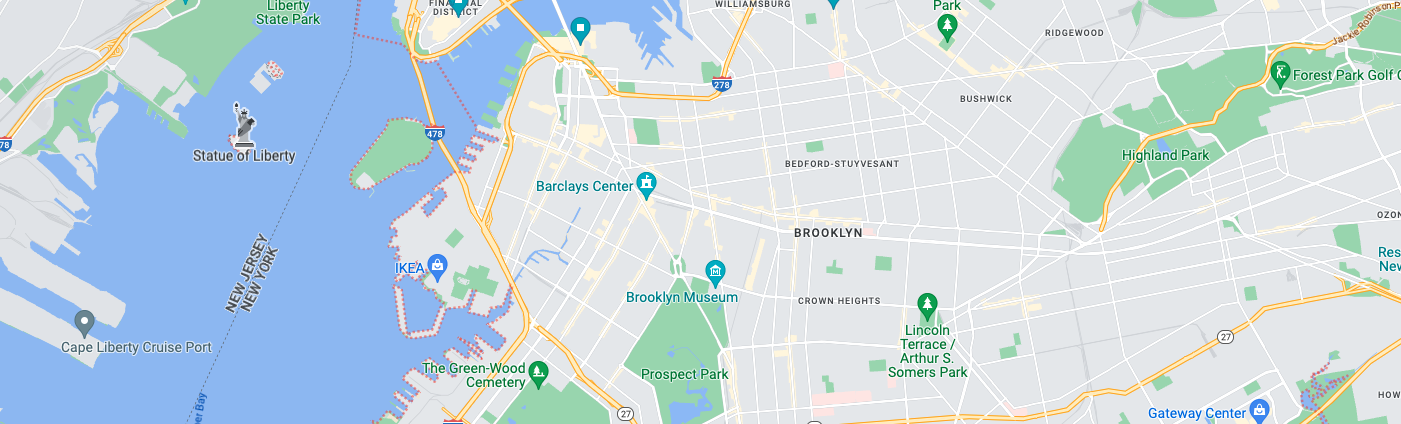 Liberty
State Park
FINANCIAL
DISTRICT
WILLIAMSBURG
Park
RIDGEWOOD
Jackie Robinson P
278
Forest Park Golf C
BUSHWICK
478
78
Statue of Liberty
Highland Park
BEDFORD-STUYVESANT
Barclays Center
OZON
BROOKLYN
NEW JERSEY
NEW YORK
IKEA
Res
New
Brooklyn Museum
CROWN HEIGHTS
Cape Liberty Cruise Port
Lincoln
Terrace /
Arthur S.
Somers Park
27
The Green-Wood
Cemetery
Prospect Park
HOW
27
Gateway Center
per Bay